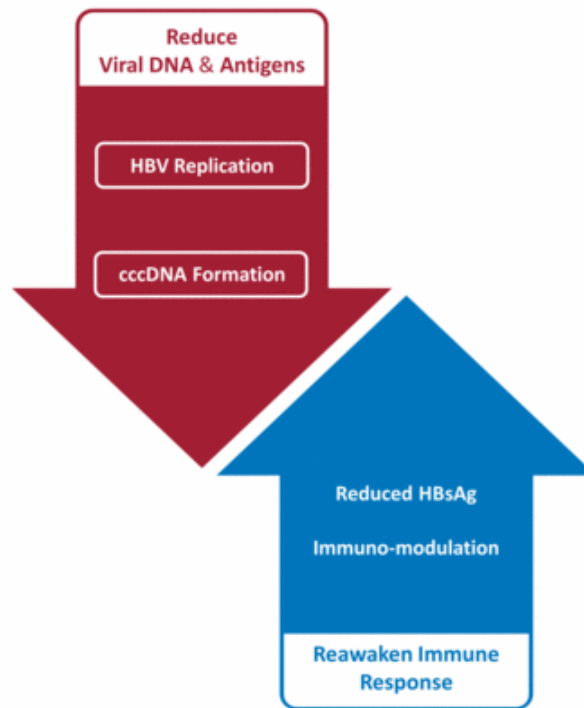 Reduce
Viral DNA & Antigens
HBV Replication
cccDNA Formation
Reduced HBsAg
Immuno-modulation
Reawaken Immune
Response